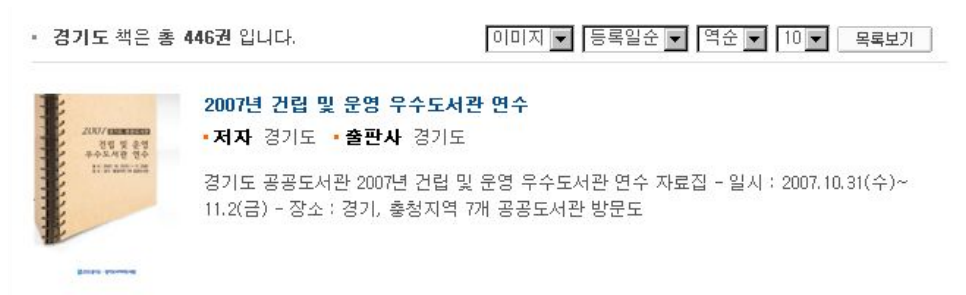 ▪ 경기도 책은 총 446권 입니다.
이미지 등록일순 역순 10 목록보기
2007년 건립 및 운영 우수도서관 연수
▪저자 경기도 ▪출판사 경기도
경기도 공공도서관 2007년 건립 및 운영 우수도서관 연수 자료집 - 일시 : 2007.10.31(수)~
11.2(금) - 장소 : 경기, 충청지역 7개 공공도서관 방문도
2007
건립 및 운영
우수도서관 연수